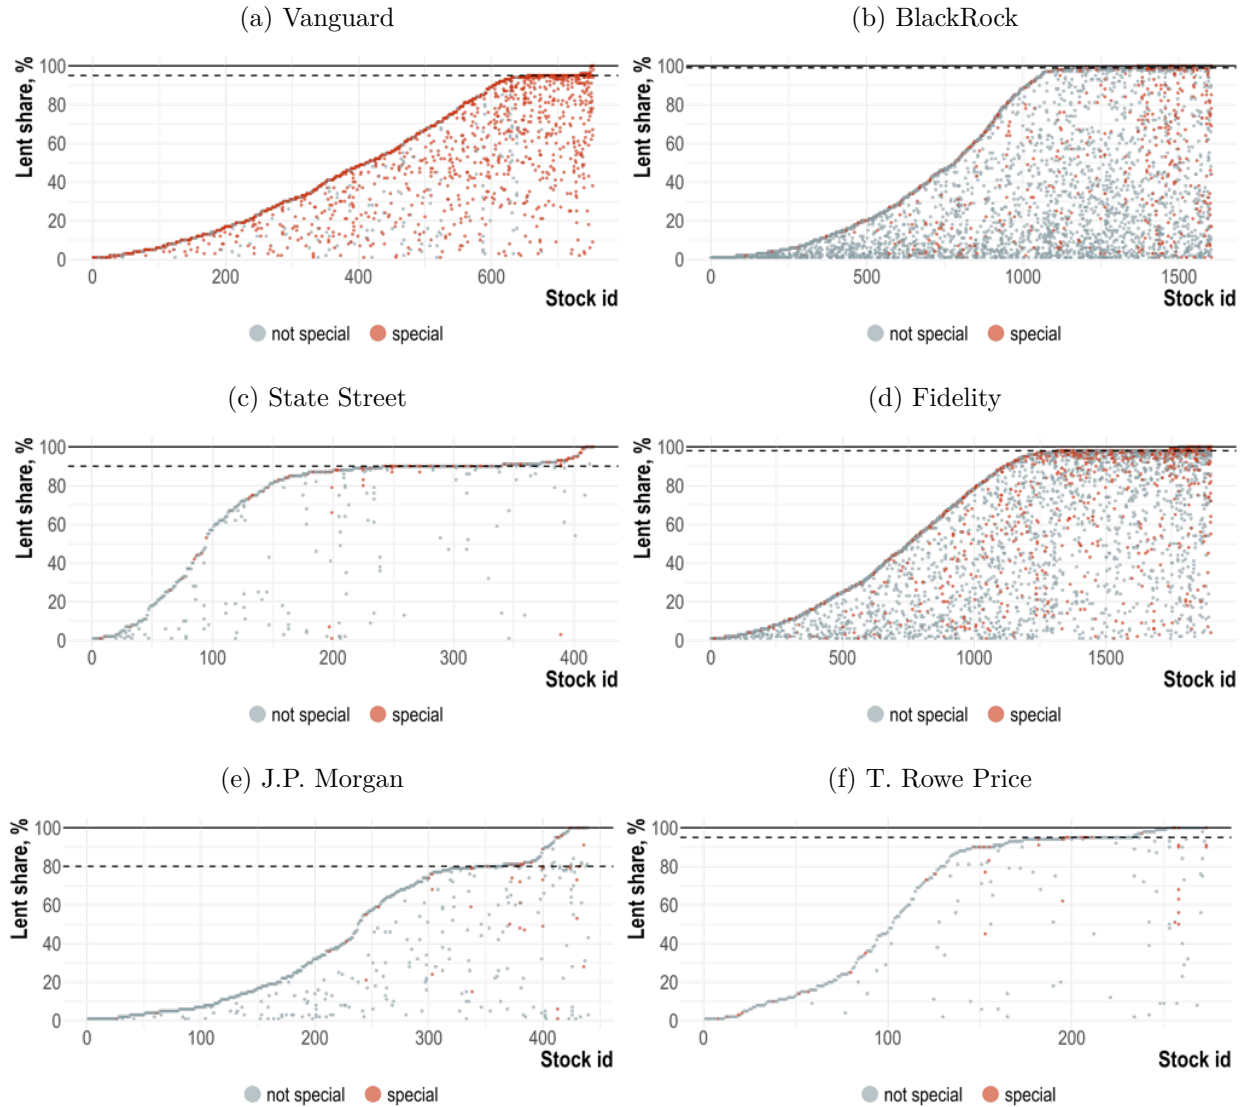 (a) Vanguard
(b) BlackRock
Lent share, %
100
80
60
40
20
0
0 200 400 600
Stock id
not special special
Lent share, %
100
80
60
40
20
0
0 500 1000 1500
Stock id
not special special
(c) State Street
(d) Fidelity
Lent share, %
100
80
60
40
20
0
0 100 200 300 400
Stock id
not special special
Lent share, %
100
80
60
40
20
0
0 500 1000 1500
Stock id
not special special
(e) J.P. Morgan
(f) T. Rowe Price
Lent share, %
100
80
60
40
20
0
0 100 200 300 400
Stock id
not special special
Lent share, %
100
80
60
40
20
0
0 100 200
Stock id
not special special